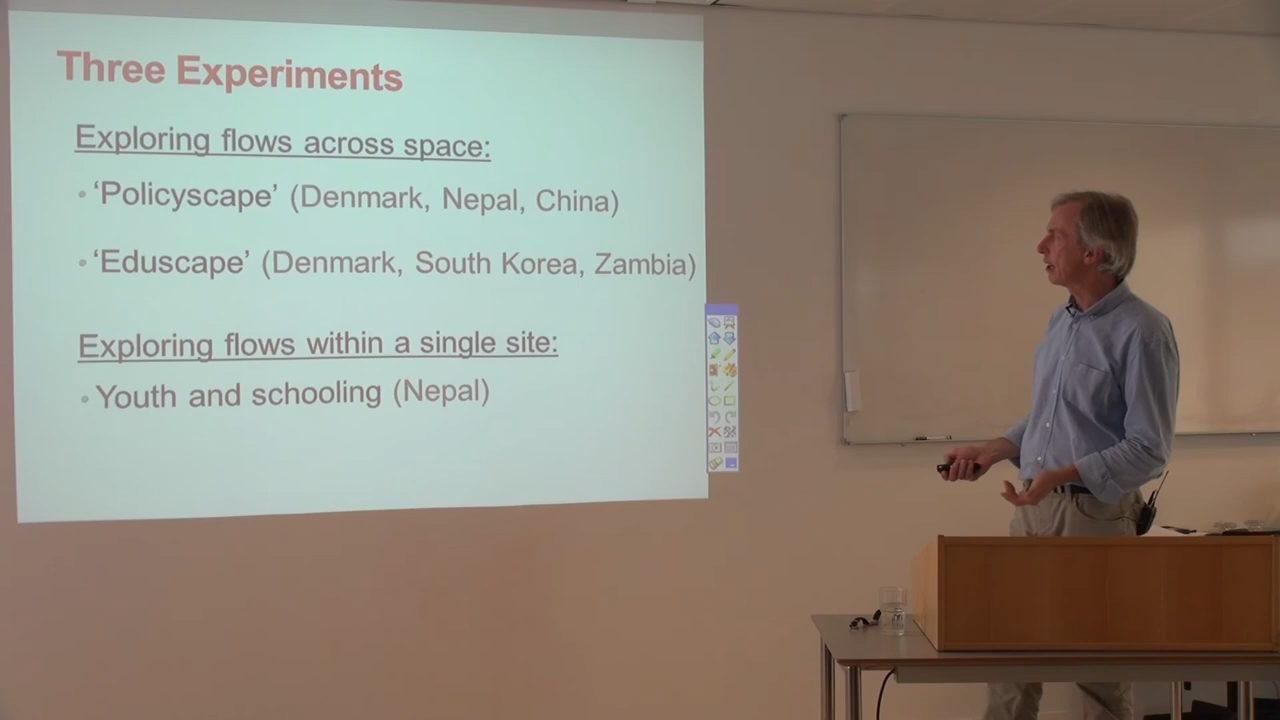 Three Experiments
Exploring flows across space:
• ‘Policyscape’ (Denmark, Nepal, China)
• ‘Eduscape’ (Denmark, South Korea, Zambia)
Exploring flows within a single site:
• Youth and schooling (Nepal)